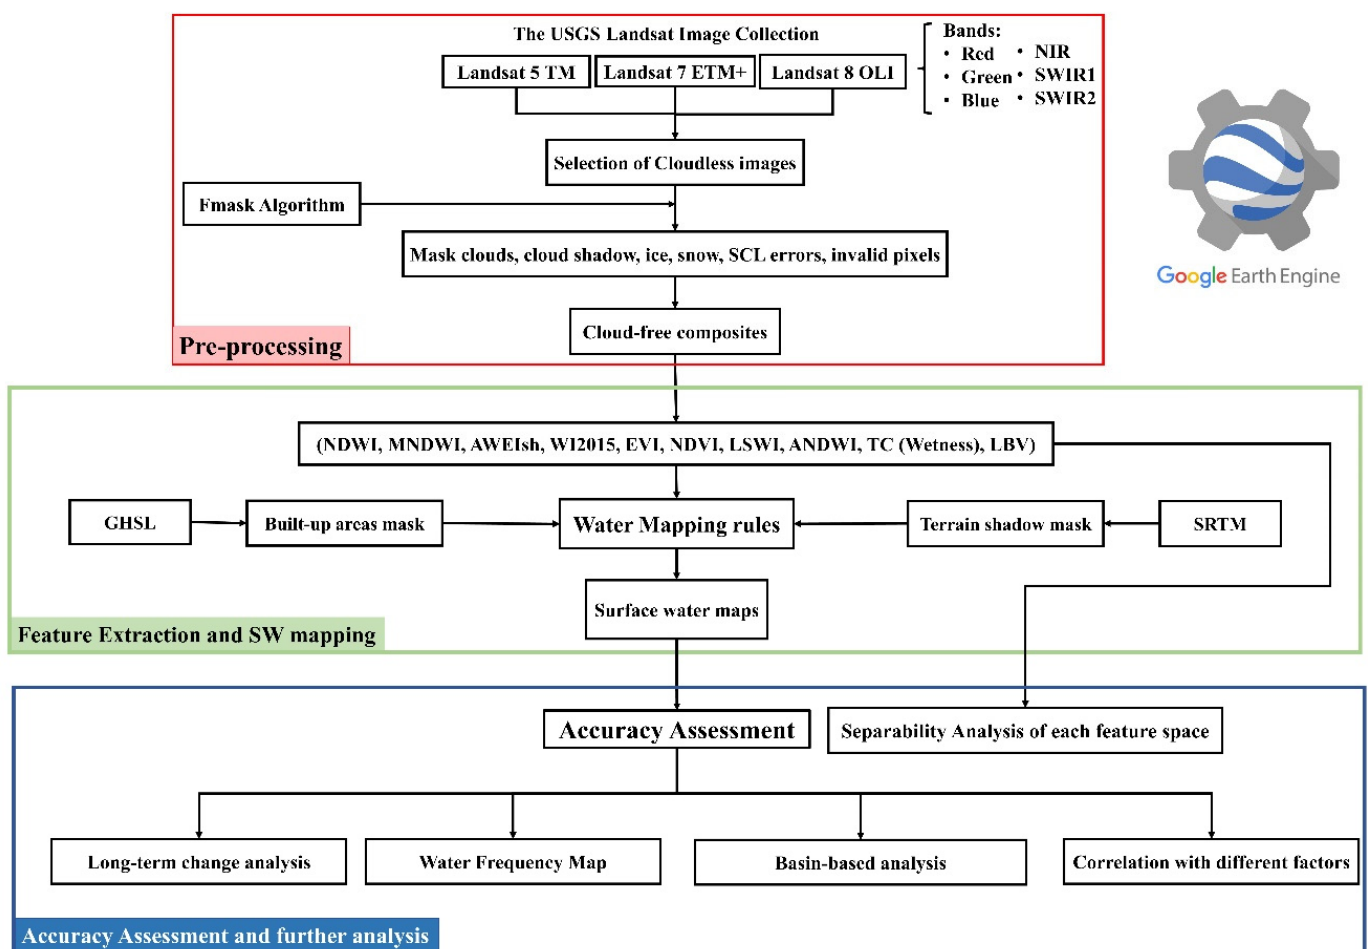 The USGS Landsat Image Collection
Landsat 5 TM
Landsat 7 ETM+
Landsat 8 OLI
Bands:
• Red
• Green
• Blue
• NIR
• SWIR1
• SWIR2
Selection of Cloudless images
Fmask Algorithm
Mask clouds, cloud shadow, ice, snow, SCL errors, invalid pixels
Cloud-free composites
Pre-processing
Google Earth Engine
(NDWI, MNDWI, AWEIsh, WI2015, EVI, NDVI, LSWI, ANDWI, TC (Wetness), LBV)
GHSL
Built-up areas mask
Water Mapping rules
Terrain shadow mask
SRTM
Surface water maps
Feature Extraction and SW mapping
Accuracy Assessment
Separability Analysis of each feature space
Long-term change analysis
Water Frequency Map
Basin-based analysis
Correlation with different factors
Accuracy Assessment and further analysis